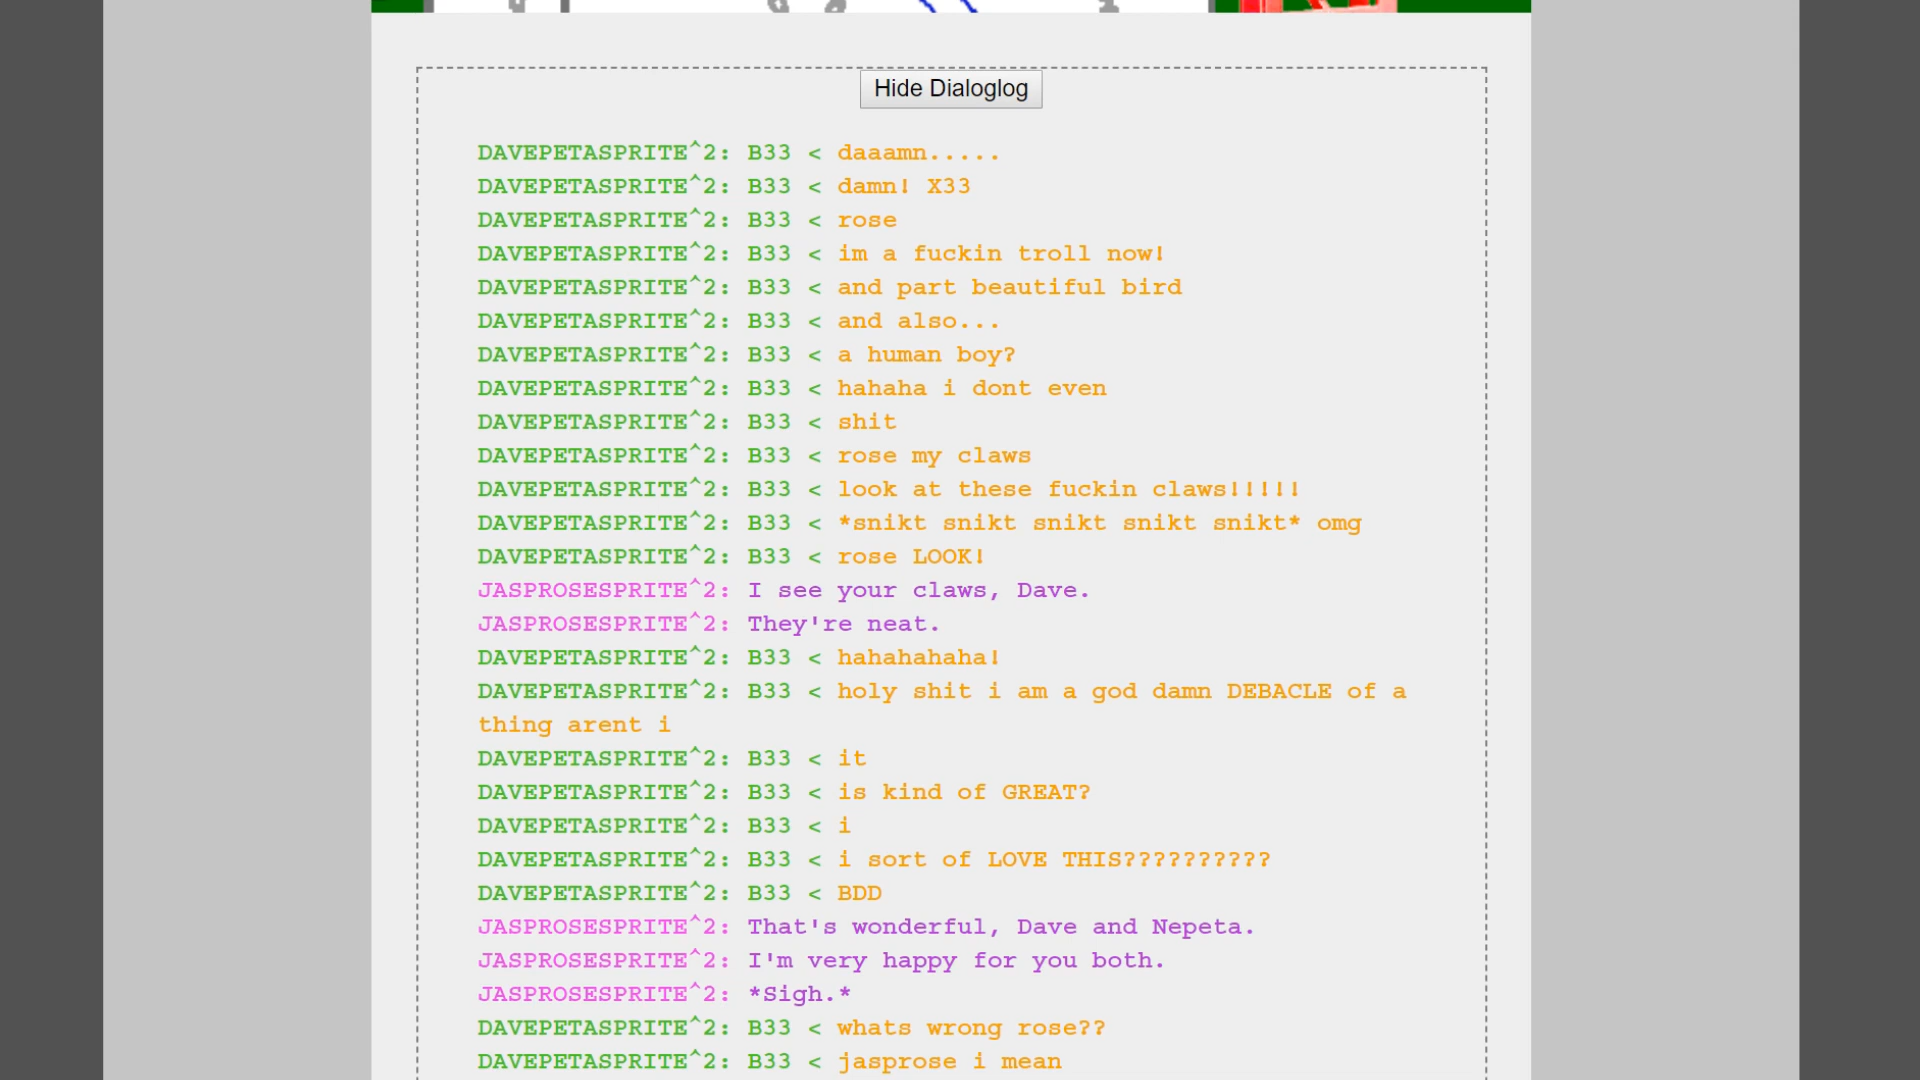 Hide Dialoglog
DAVEPETASPRITE^2: B33 < daaamn.....
DAVEPETASPRITE^2: B33 < damn! X33
DAVEPETASPRITE^2: B33 < rose
DAVEPETASPRITE^2: B33 < im a fuckin troll now!
DAVEPETASPRITE^2: B33 < and part beautiful bird
DAVEPETASPRITE^2: B33 < and also...
DAVEPETASPRITE^2: B33 < a human boy?
DAVEPETASPRITE^2: B33 < hahaha i dont even
DAVEPETASPRITE^2: B33 < shit
DAVEPETASPRITE^2: B33 < rose my claws
DAVEPETASPRITE^2: B33 < look at these fuckin claws!!!!!
DAVEPETASPRITE^2: B33 < *snikt snikt snikt snikt snikt* omg
DAVEPETASPRITE^2: B33 < rose LOOK!
JASPROSESPRITE^2: I see your claws, Dave.
JASPROSESPRITE^2: They're neat.
DAVEPETASPRITE^2: B33 < hahahahaha!
DAVEPETASPRITE^2: B33 < holy shit i am a god damn DEBACLE of a
thing arent i
DAVEPETASPRITE^2: B33 < it
DAVEPETASPRITE^2: B33 < is kind of GREAT?
DAVEPETASPRITE^2: B33 < i
DAVEPETASPRITE^2: B33 < i sort of LOVE THIS??????????
DAVEPETASPRITE^2: B33 < BDD
JASPROSESPRITE^2: That's wonderful, Dave and Nepeta.
JASPROSESPRITE^2: I'm very happy for you both.
JASPROSESPRITE^2: *Sigh.*
DAVEPETASPRITE^2: B33 < whats wrong rose??
DAVEPETASPRITE^2: B33 < jasprose i mean